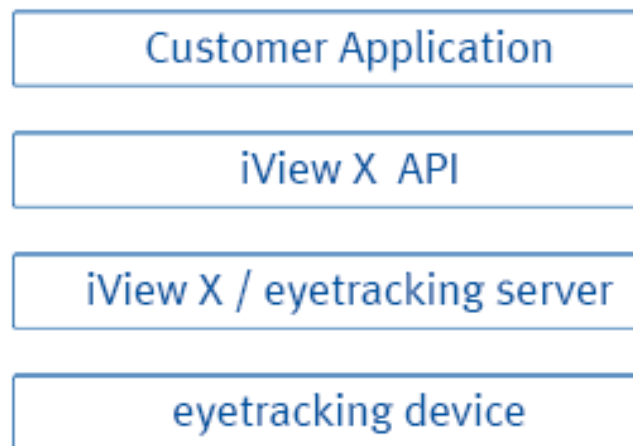 Customer Application
iView X API
iView X / eyetracking server
eyetracking device